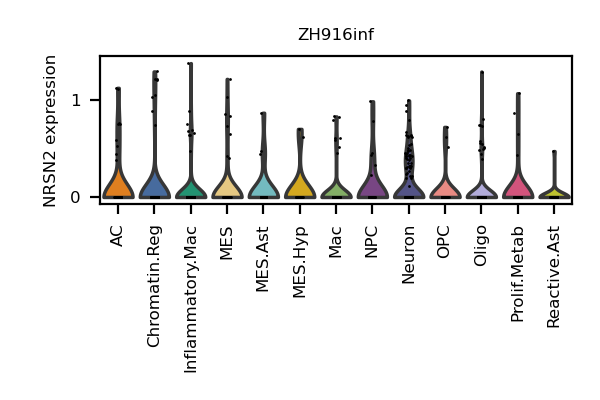 ZH916inf
NRSN2 expression
1
0
AC
Chromatin.Reg
Inflammatory.Mac
MES
MES.Ast
MES.Hyp
Mac
NPC
Neuron
OPC
Oligo
Prolif.Metab
Reactive.Ast